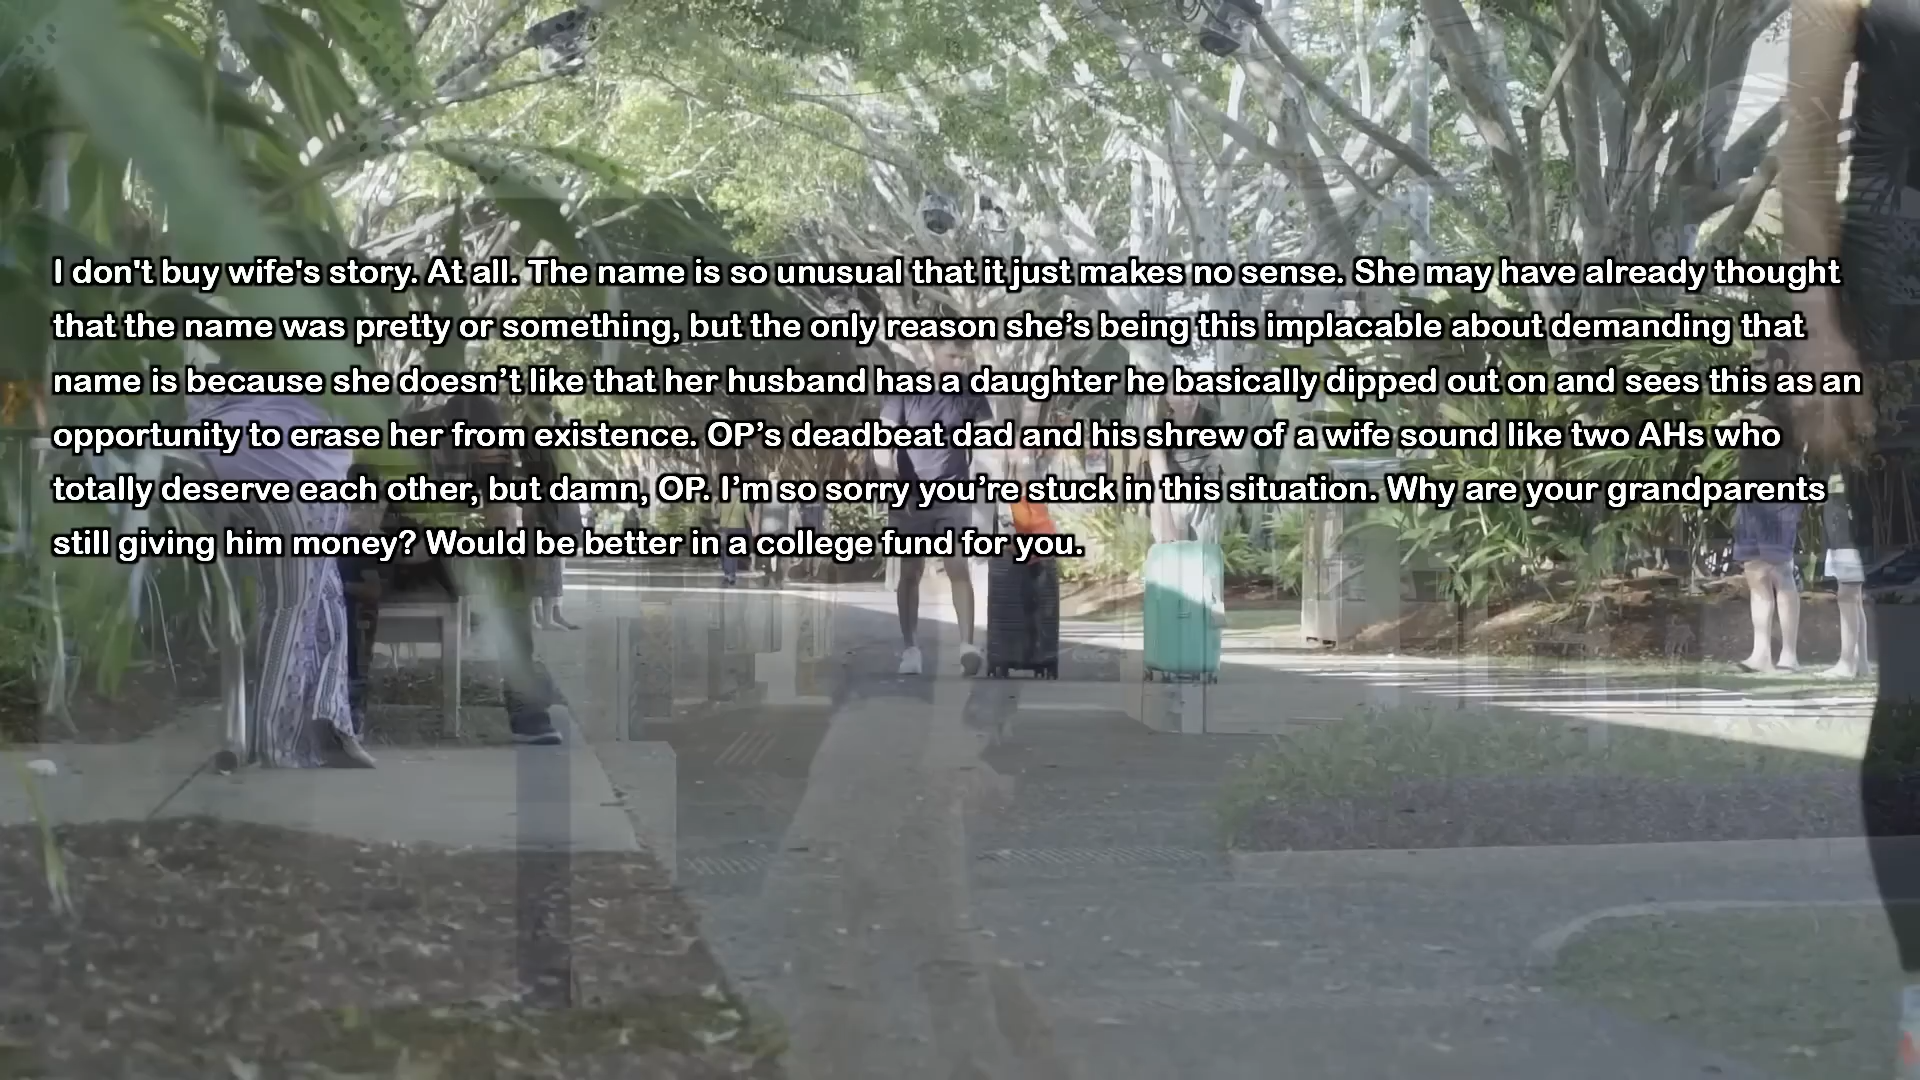 I don't buy wife's story. At all. The name is so unusual that it just makes no sense. She may have already thought
that the name was pretty or something, but the only reason she’s being this implacable about demanding that
name is because she doesn’t like that her husband has a daughter he basically dipped out on and sees this as an
opportunity to erase her from existence. OP’s deadbeat dad and his shrew of a wife sound like two AHs who
totally deserve each other, but damn, OP. I’m so sorry you’re stuck in this situation. Why are your grandparents
still giving him money? Would be better in a college fund for you.